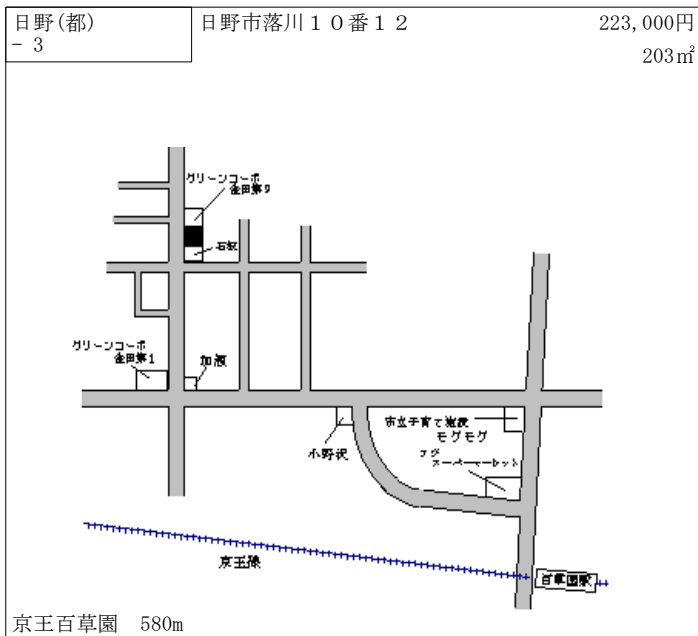 日野(都)
- 3
日野市落川１０番１２
223,000円
203㎡
グリーンコーポ
金田第9
石坂
グリーンコーポ
金田第1
加瀬
小野沢
市立子育て施設
モグモグ
フジ
スーパーマーケット
京王線
百草園駅
京王百草園　580m